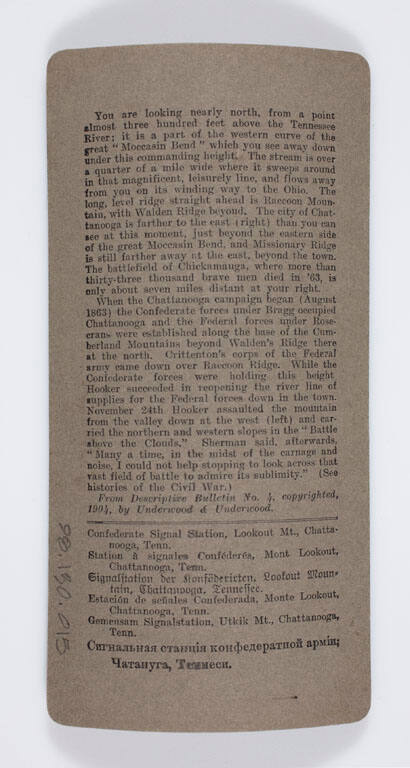 You are looking nearly north, from a point
almost three hundred feet above the Tennessee
River; it is a part of the western curve of the
great "Moccasin Bend" which you see away down
under this commanding height. The stream is over
a quarter of a mile wide where it sweeps around
in that magnificent, leisurely line, and flows away
from you on its winding way to the Ohio. The
long, level ridge straight ahead is Raccoon Moun-
tain, with Walden Ridge beyond. The city of Chat-
tanooga is farther to the east (right) than you can
see at this moment, just beyond the eastern side
of the great Moccasin Bend, and Missionary Ridge
is still farther away at the east, beyond the town.
The battlefield of Chickamauga, where more than
thirty-three thousand brave men died in '63, is
only about seven miles distant at your right.
When the Chattanooga campaign began (August
1863) the Confederate forces under Bragg occupied
Chattanooga and the Federal forces under Rose-
crans were established along the base of the Cum-
berland Mountains beyond Walden's Ridge there
at the north. Crittenton's corps of the Federal
army came down over Raccoon Ridge. While the
Confederate forces were holding this height
Hooker succeeded in reopening the river line of
supplies for the Federal forces down in the town.
November 24th Hooker assaulted the mountain
from the valley down at the west (left) and car-
ried the northern and western slopes in the "Battle
above the Clouds." Sherman said, afterwards,
"Many a time, in the midst of the carnage and
noise, I could not help stopping to look across that
vast field of battle to admire its sublimity." (See
histories of the Civil War.)
From Descriptive Bulletin No. 4, copyrighted,
1904, by Underwood & Underwood.
Confederate Signal Station, Lookout Mt., Chatta-
nooga, Tenn.
Station à signales Confédérés, Mont Lookout,
Chattanooga, Tenn.
Signalstation der Konföderirten. Lookout Moun-
tain, Chattanooga, Tennessee.
Estación de señales Confederada, Monte Lookout,
Chattanooga, Tenn.
Gemensam Signalstation, Utkik Mt., Chattanooga,
Tenn.
Сигнальная станція конфедератной арміи;
Чатануга, Теннеси.
98.180.015